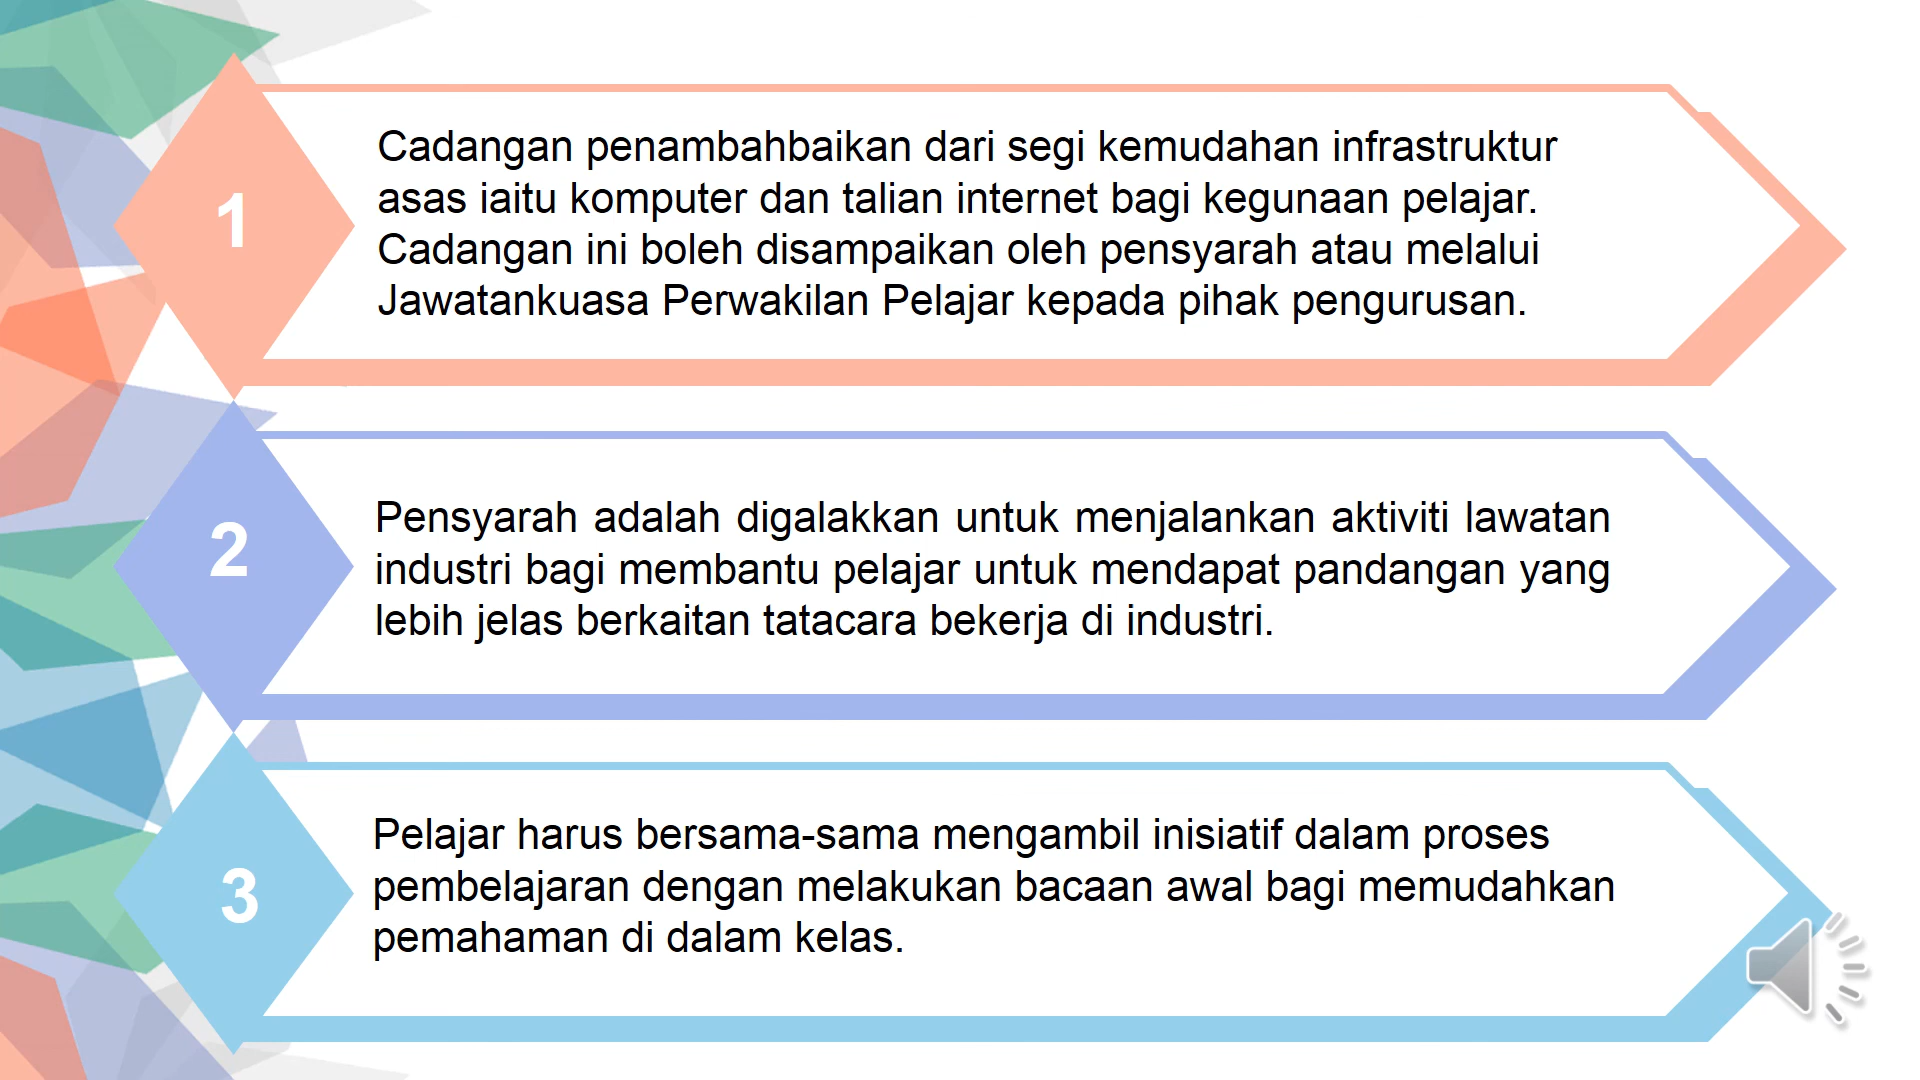 1
Cadangan penambahbaikan dari segi kemudahan infrastruktur
asas iaitu komputer dan talian internet bagi kegunaan pelajar.
Cadangan ini boleh disampaikan oleh pensyarah atau melalui
Jawatankuasa Perwakilan Pelajar kepada pihak pengurusan.
2
Pensyarah adalah digalakkan untuk menjalankan aktiviti lawatan
industri bagi membantu pelajar untuk mendapat pandangan yang
lebih jelas berkaitan tatacara bekerja di industri.
3
Pelajar harus bersama-sama mengambil inisiatif dalam proses
pembelajaran dengan melakukan bacaan awal bagi memudahkan
pemahaman di dalam kelas.